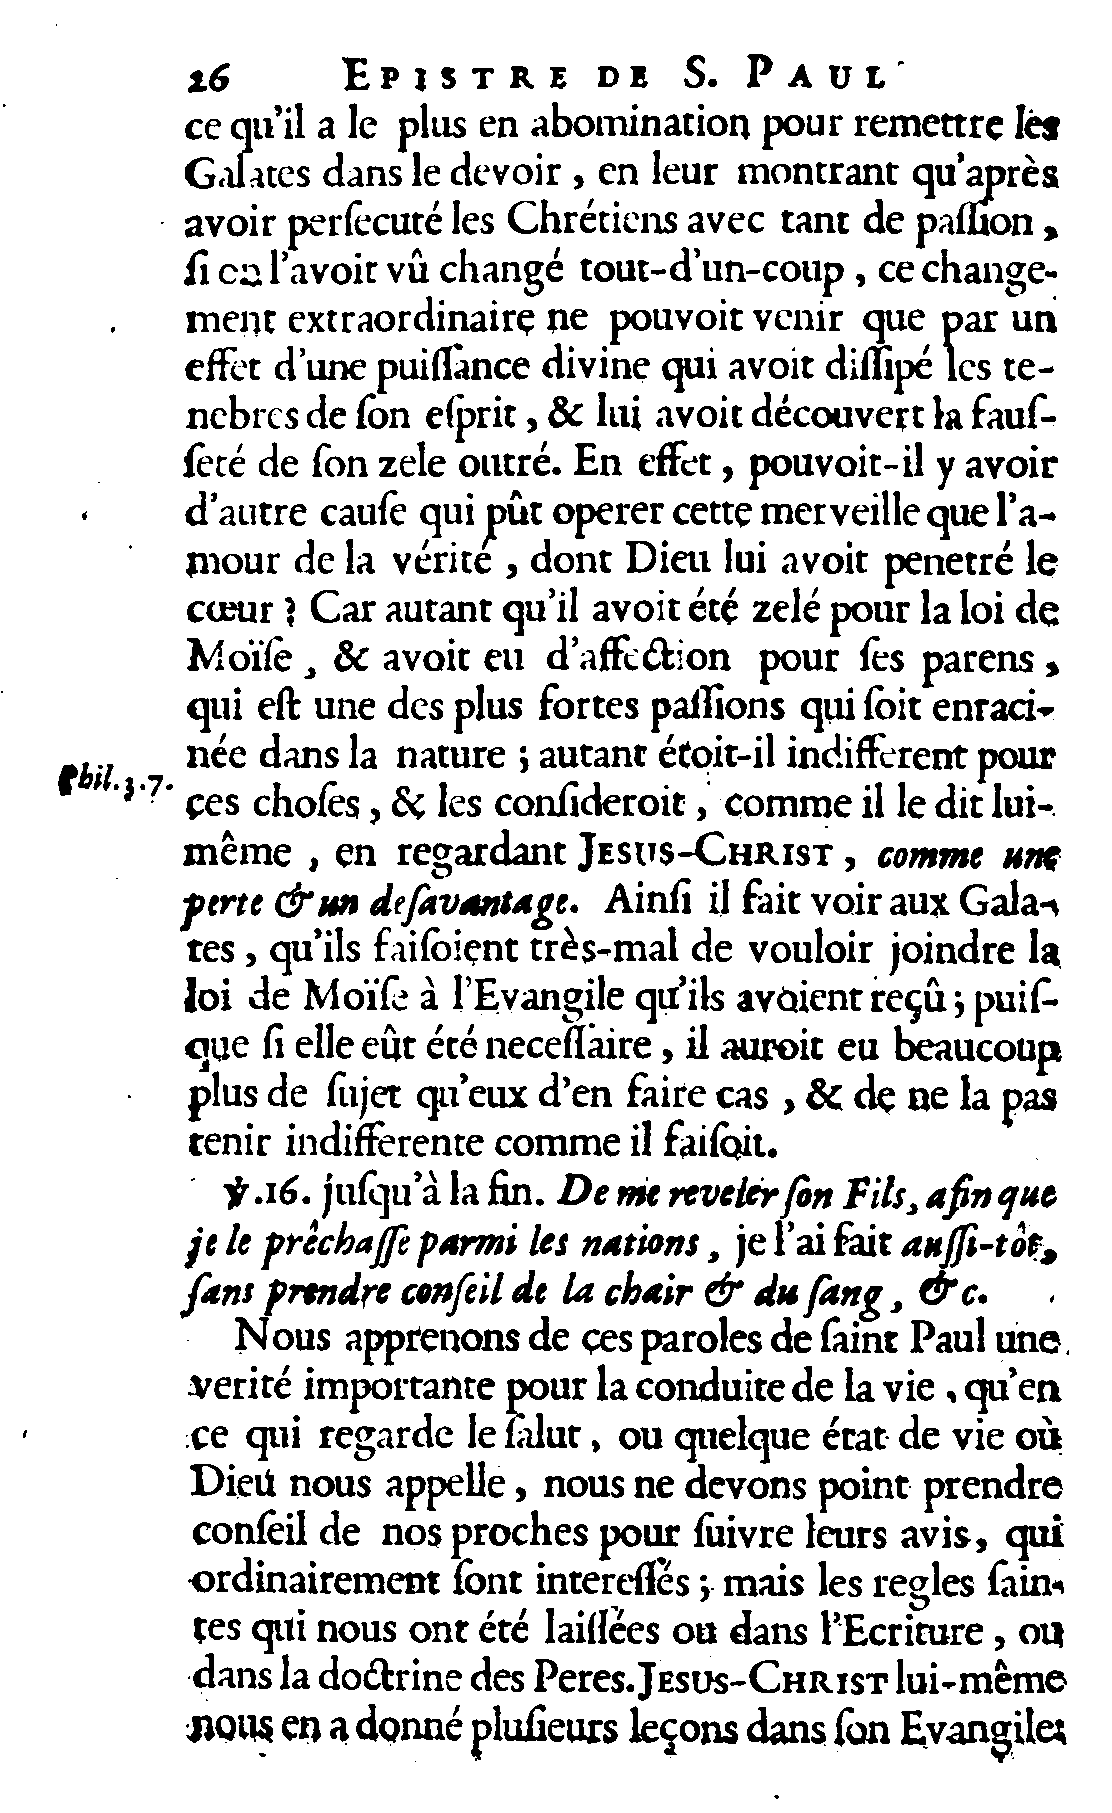 26 EPISTRE DE S. PAUL
ce qu'il a le plus en abomination pour remettre les
Galates dans le devoir , en leur montrant qu'après
avoir perſecuté les Chrétiens avec tant de paſſion ,
ſi on l'avoit vû changé tout-d'un-coup , ce change-
ment extraordinaire ne pouvoit venir que par un
effet d'une puiſſance divine qui avoit diſſipé les te-
nebres de ſon eſprit , & lui avoit découvert la fauſ-
ſeté de ſon zele outré. En effet , pouvoit-il y avoir
d'autre cauſe qui pût operer cette merveille que l'a-
mour de la vérité , dont Dieu lui avoit penetré le
cœur ? Car autant qu'il avoit été zelé pour la loi de
Moïſe , & avoit eu d'affection pour ſes parens ,
qui eſt une des plus fortes paſſions qui ſoit enraci-
née dans la nature ; autant étoit-il indifferent pour
Phil. 3. 7.
ces choſes , & les conſideroit , comme il le dit lui-
même , en regardant JESUS-CHRIST , comme une
perte & un deſavantage. Ainſi il fait voir aux Gala-
tes , qu'ils faiſoient très-mal de vouloir joindre la
loi de Moïſe à l'Evangile qu'ils avoient reçû ; puiſ-
que ſi elle eût été neceſſaire , il auroit eu beaucoup
plus de ſujet qu'eux d'en faire cas , & de ne la pas
tenir indifferente comme il faiſoit.
℣. 16. juſqu'à la fin. De me reveler ſon Fils, afin que
je le prêchaſſe parmi les nations , je l'ai fait auſſi-tôt,
ſans prendre conſeil de la chair & du ſang , & c.
Nous apprenons de ces paroles de ſaint Paul une
verité importante pour la conduite de la vie , qu'en
ce qui regarde le ſalut , ou quelque état de vie où
Dieu nous appelle , nous ne devons point prendre
conſeil de nos proches pour ſuivre leurs avis , qui
ordinairement ſont intereſſés ; mais les regles ſain-
tes qui nous ont été laiſſées ou dans l'Ecriture , ou
dans la doctrine des Peres. JESUS-CHRIST lui-même
nous en a donné pluſieurs leçons dans ſon Evangile: